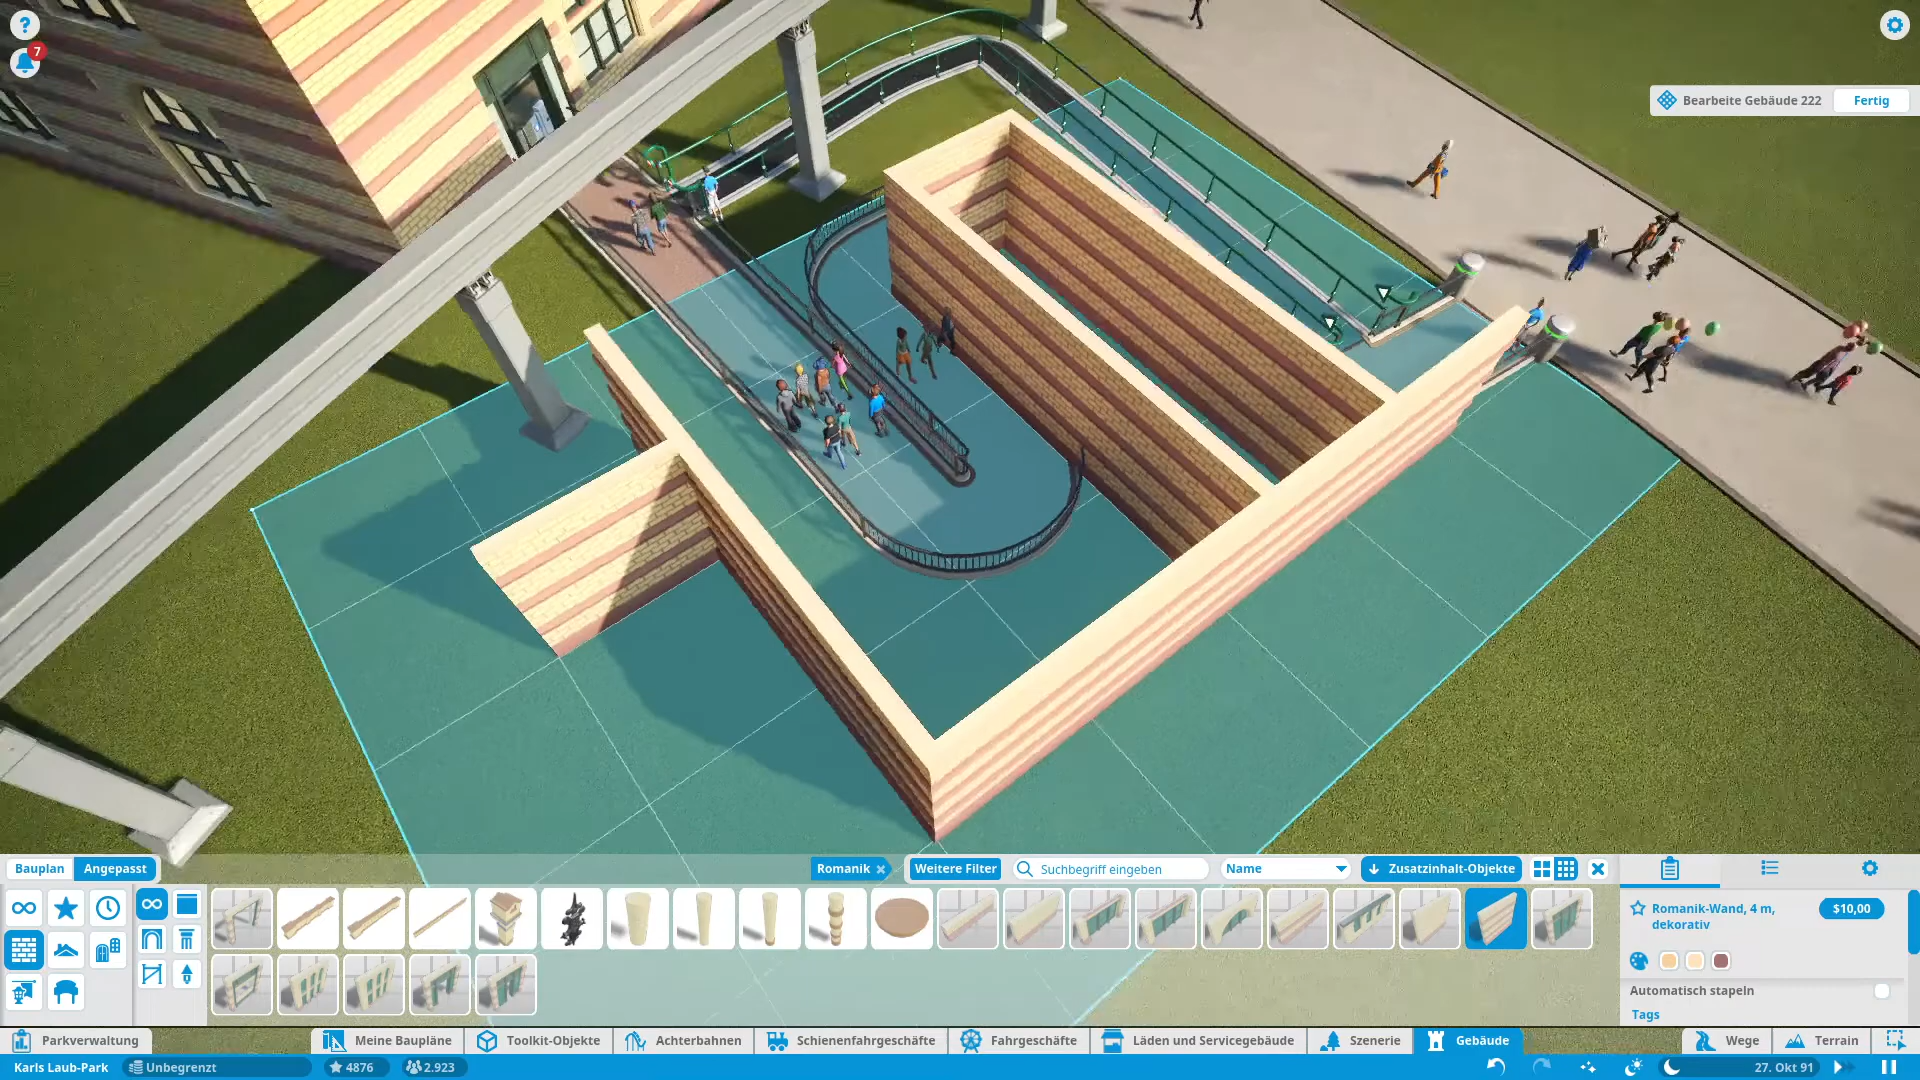 ?
7
Bearbeite Gebäude 222
Fertig
Bauplan
Angepasst
Romanik
Weitere Filter
Suchbegriff eingeben
Name
Zusatzinhalt-Objekte
Romanik-Wand, 4 m,
dekorativ
$10,00
Automatisch stapeln
Tags
Parkverwaltung
Meine Baupläne
Toolkit-Objekte
Achterbahnen
Schienenfahrgeschäfte
Fahrgeschäfte
Läden und Servicegebäude
Szenerie
Gebäude
Wege
Terrain
Karls Laub-Park
Unbegrenzt
4876
2.923
27. Okt 91